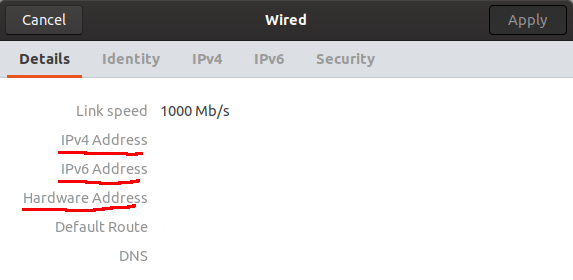 Cancel Wired Apply
Details Identity IPv4 IPv6 Security
Link speed 1000 Mb/s
IPv4 Address
IPv6 Address
Hardware Address
Default Route
DNS